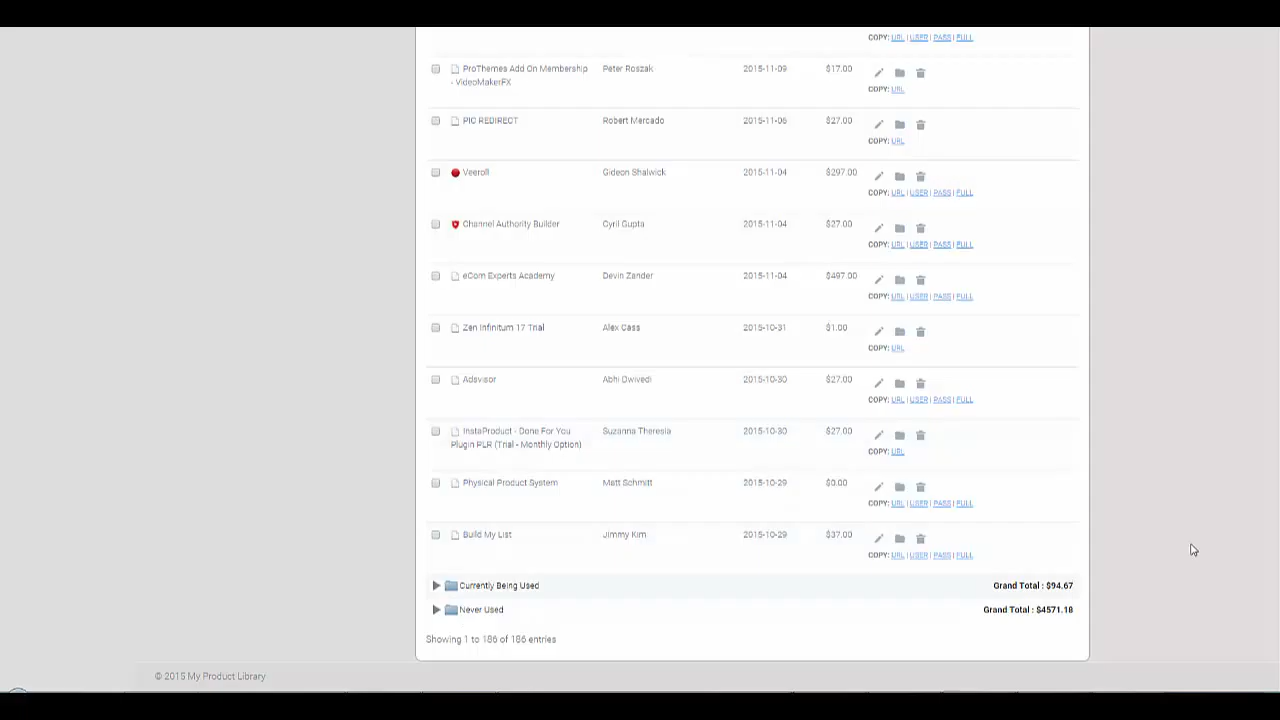 COPY: URL | USER | PASS | FULL
ProThemes Add On Membership Peter Roszak 2015-11-09 $17.00
- VideoMakerFX
COPY: URL
PIC REDIRECT Robert Mercado 2015-11-06 $27.00
COPY: URL
Veeroll Gideon Shalwick 2015-11-04 $297.00
COPY: URL | USER | PASS | FULL
Channel Authority Builder Cyril Gupta 2015-11-04 $27.00
COPY: URL | USER | PASS | FULL
eCom Experts Academy Devin Zander 2015-11-04 $497.00
COPY: URL | USER | PASS | FULL
Zen Infinitum 17 Trial Alex Cass 2015-10-31 $1.00
COPY: URL
Adsvisor Abhi Dwivedi 2015-10-30 $27.00
COPY: URL | USER | PASS | FULL
InstaProduct - Done For You Suzanna Theresia 2015-10-30 $27.00
Plugin PLR (Trial - Monthly Option)
COPY: URL
Physical Product System Matt Schmitt 2015-10-29 $0.00
COPY: URL | USER | PASS | FULL
Build My List Jimmy Kim 2015-10-29 $37.00
COPY: URL | USER | PASS | FULL
Currently Being Used Grand Total : $94.67
Never Used Grand Total : $4571.18
Showing 1 to 186 of 186 entries
© 2015 My Product Library